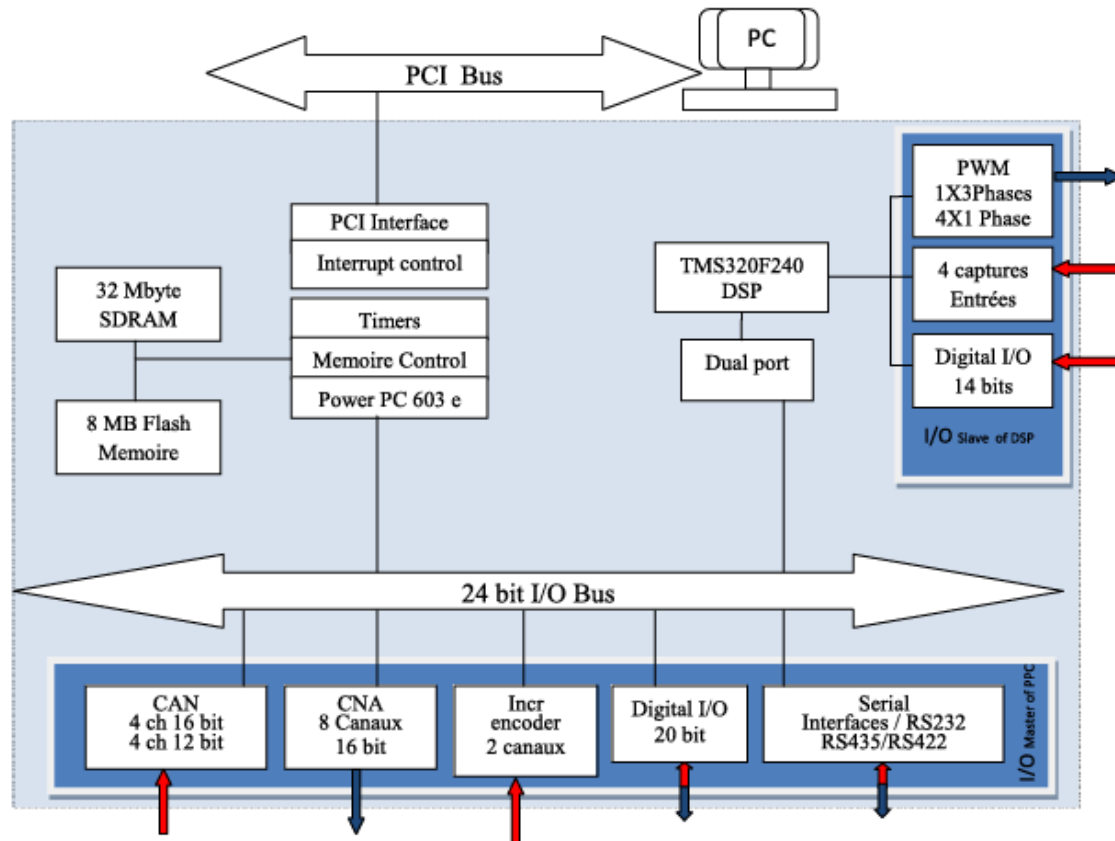 PC
PCI Bus
PCI Interface
Interrupt control
32 Mbyte
SDRAM
Timers
Memoire Control
Power PC 603 e
8 MB Flash
Memoire
TMS320F240
DSP
Dual port
PWM
1X3Phases
4X1 Phase
4 captures
Entrées
Digital I/O
14 bits
I/O Slave of DSP
24 bit I/O Bus
CAN
4 ch 16 bit
4 ch 12 bit
CNA
8 Canaux
16 bit
Incr
encoder
2 canaux
Digital I/O
20 bit
Serial
Interfaces / RS232
RS435/RS422
I/O Master of PPC